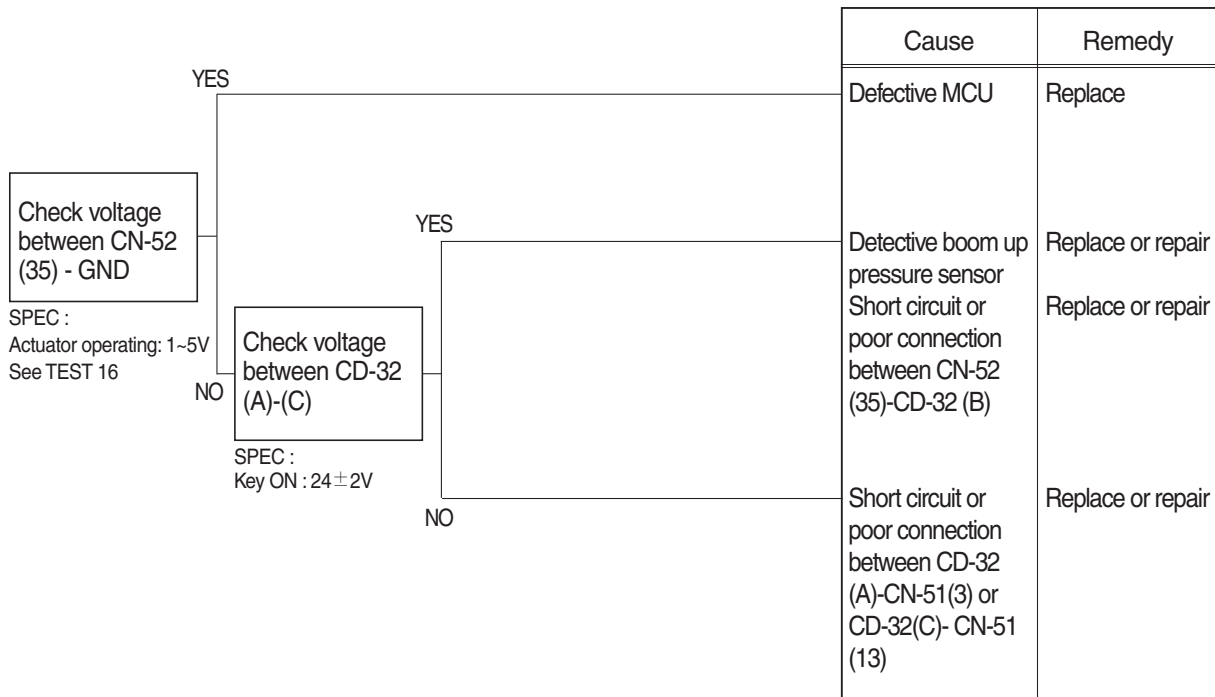 Cause
Remedy
YES
Defective MCU
Replace
Check voltage
between CN-52
(35) - GND
SPEC :
Actuator operating: 1~5V
See TEST 16
NO
YES
Check voltage
between CD-32
(A)-(C)
SPEC :
Key ON : 24±2V
NO
Detective boom up
pressure sensor
Replace or repair
Short circuit or
poor connection
between CN-52
(35)-CD-32 (B)
Replace or repair
Short circuit or
poor connection
between CD-32
(A)-CN-51(3) or
CD-32(C)- CN-51
(13)
Replace or repair